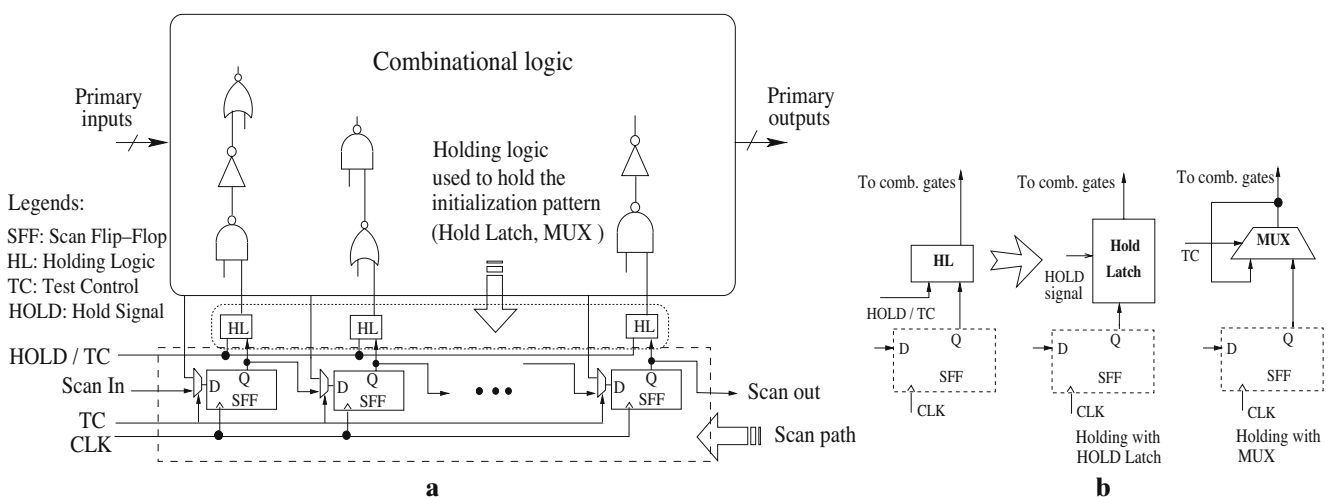 Combinational logic
Primary
inputs
Primary
outputs
Holding logic
used to hold the
initialization pattern
(Hold Latch, MUX )
Legends:
SFF: Scan Flip–Flop
HL: Holding Logic
TC: Test Control
HOLD: Hold Signal
HL
HL
HL
HOLD / TC
Scan In
D
Q
SFF
D
Q
SFF
D
Q
SFF
Scan out
TC
CLK
Scan path
a
To comb. gates
HL
HOLD / TC
D
Q
SFF
CLK
To comb. gates
Hold
Latch
HOLD
signal
D
Q
SFF
CLK
Holding with
HOLD Latch
To comb. gates
MUX
TC
D
Q
SFF
CLK
Holding with
MUX
b